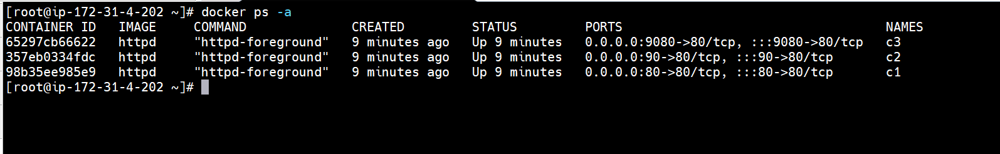 [root@ip-172-31-4-202 ~]# docker ps -a
CONTAINER ID   IMAGE     COMMAND              CREATED         STATUS         PORTS                                   NAMES
65297cb66622   httpd     "httpd-foreground"   9 minutes ago   Up 9 minutes   0.0.0.0:9080->80/tcp, :::9080->80/tcp   c3
357eb0334fdc   httpd     "httpd-foreground"   9 minutes ago   Up 9 minutes   0.0.0.0:90->80/tcp, :::90->80/tcp       c2
98b35ee985e9   httpd     "httpd-foreground"   9 minutes ago   Up 9 minutes   0.0.0.0:80->80/tcp, :::80->80/tcp       c1
[root@ip-172-31-4-202 ~]#